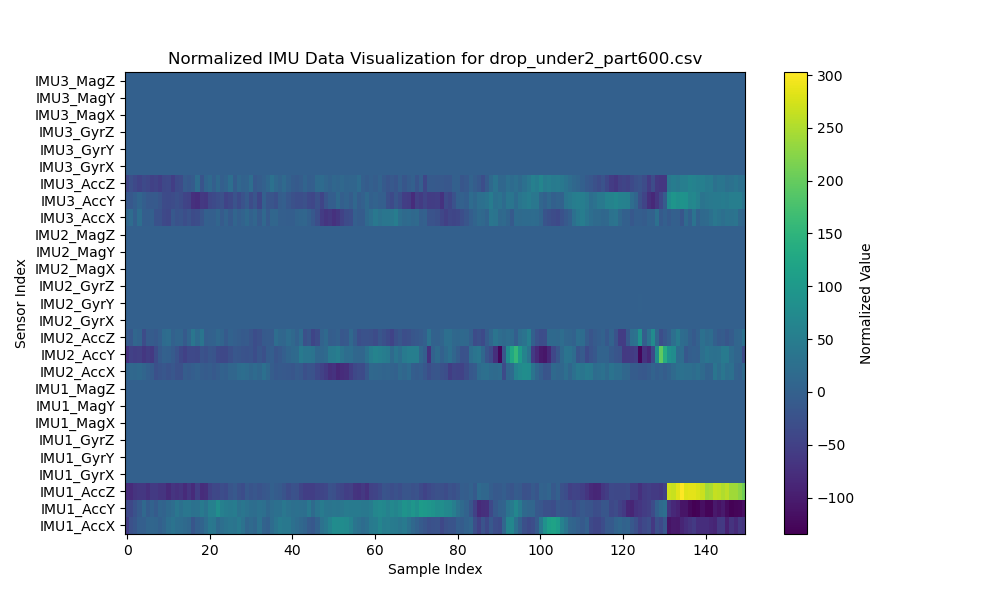 Normalized IMU Data Visualization for drop_under2_part600.csv
IMU3_MagZ
IMU3_MagY
IMU3_MagX
IMU3_GyrZ
IMU3_GyrY
IMU3_GyrX
IMU3_AccZ
IMU3_AccY
IMU3_AccX
IMU2_MagZ
IMU2_MagY
IMU2_MagX
IMU2_GyrZ
IMU2_GyrY
IMU2_GyrX
IMU2_AccZ
IMU2_AccY
IMU2_AccX
IMU1_MagZ
IMU1_MagY
IMU1_MagX
IMU1_GyrZ
IMU1_GyrY
IMU1_GyrX
IMU1_AccZ
IMU1_AccY
IMU1_AccX
Sensor Index
0 20 40 60 80 100 120 140
Sample Index
300
250
200
150
100
50
0
−50
−100
Normalized Value